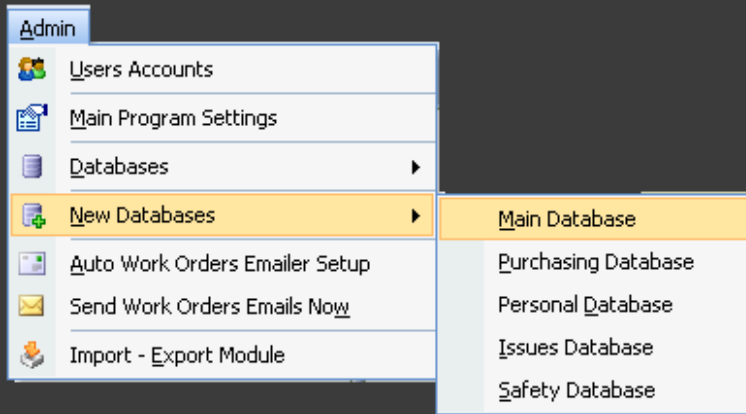 Admin
Users Accounts
Main Program Settings
Databases
New Databases
Auto Work Orders Emailer Setup
Send Work Orders Emails Now
Import - Export Module
Main Database
Purchasing Database
Personal Database
Issues Database
Safety Database